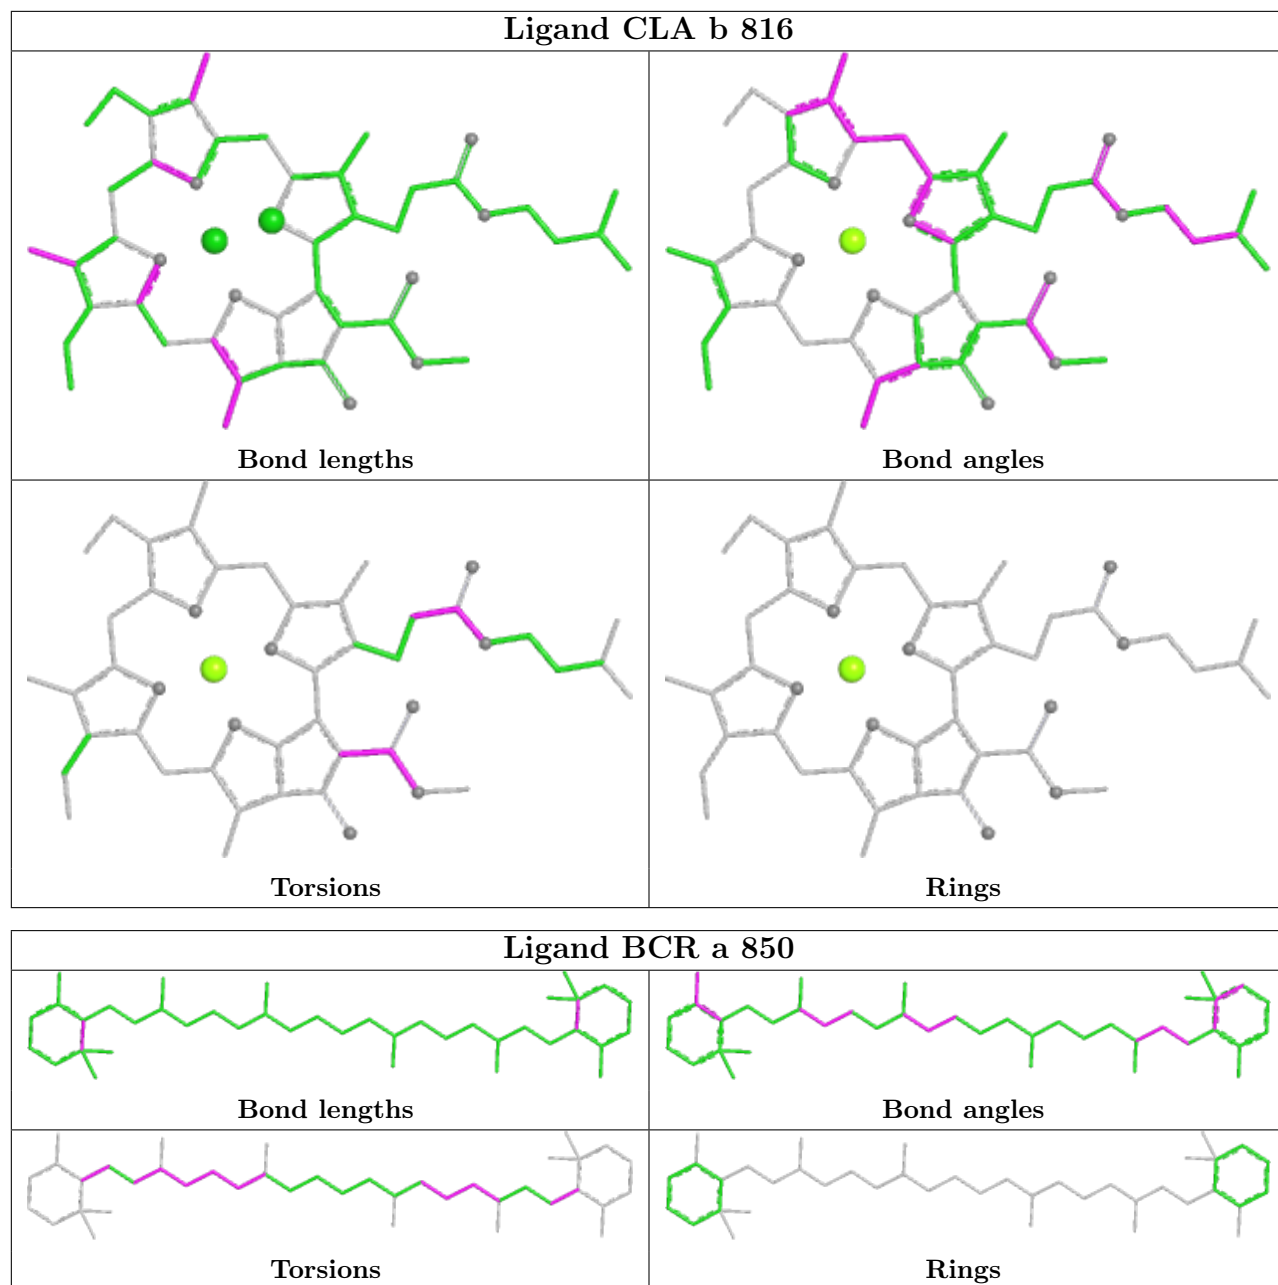 Ligand CLA b 816
Bond lengths
Bond angles
Torsions
Rings
Ligand BCR a 850
Bond lengths
Bond angles
Torsions
Rings